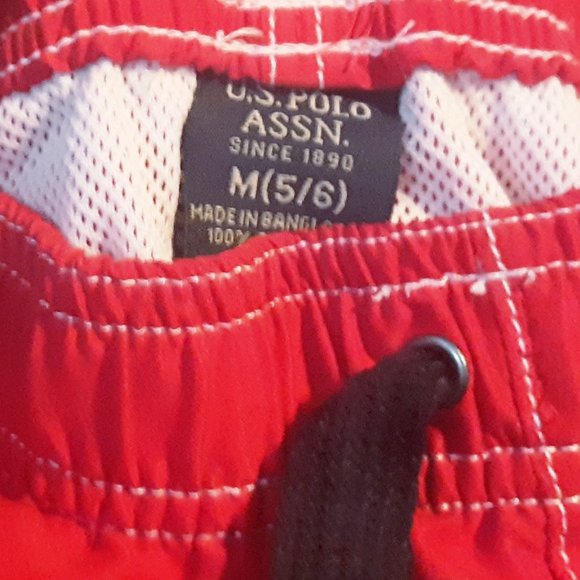 U.S. POLO
ASSN.
SINCE 1890
M(5/6)
MADE IN
100%